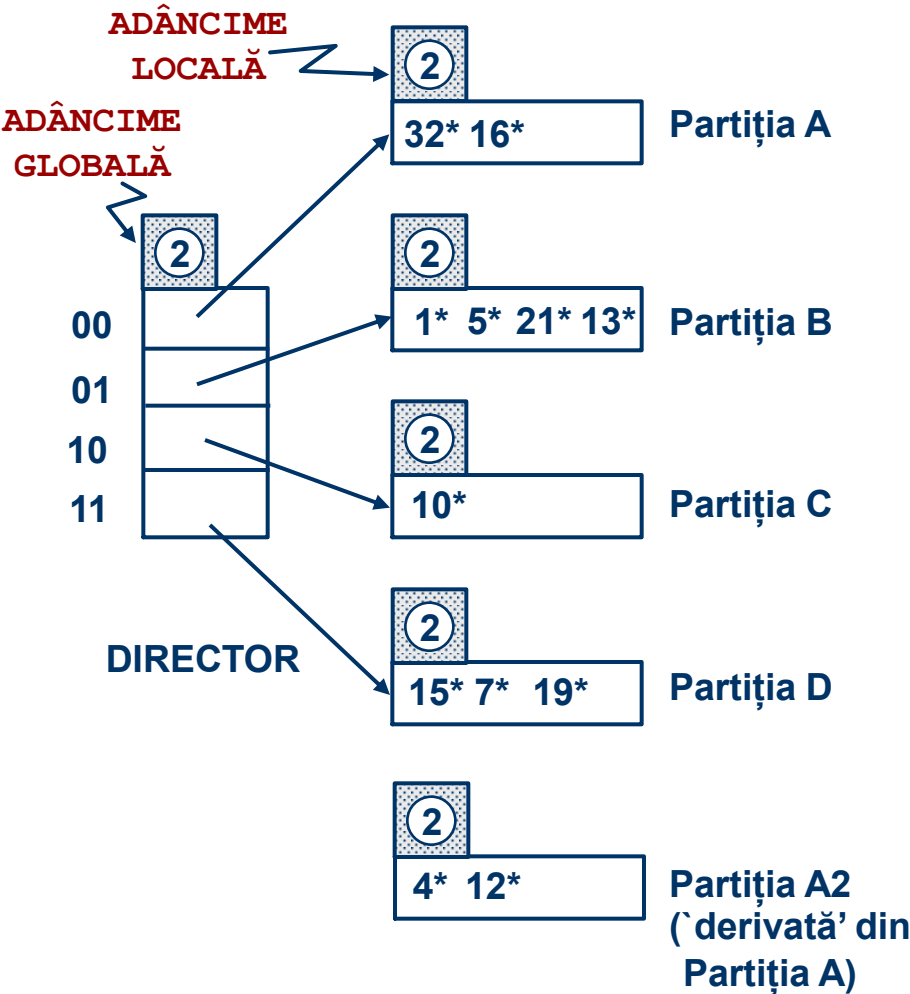 ADÂNCIME
LOCALĂ
2
32* 16*
Partiția A
ADÂNCIME
GLOBALĂ
2
2
1* 5* 21* 13*
Partiția B
00
01
10
11
2
10*
Partiția C
DIRECTOR
2
15* 7* 19*
Partiția D
2
4* 12*
Partiția A2
(`derivată’ din
Partiția A)